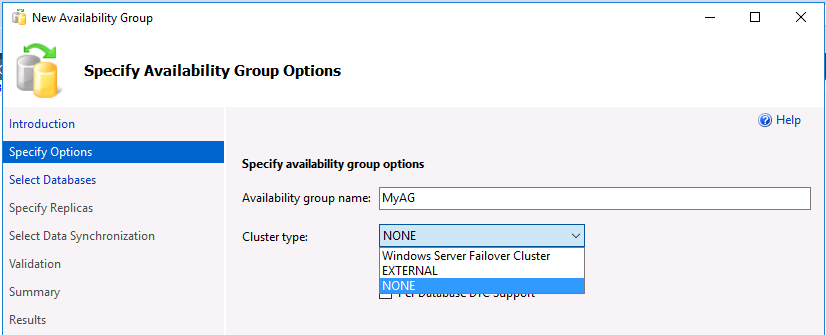 New Availability Group
Specify Availability Group Options
Introduction
Help
Specify Options
Specify availability group options
Select Databases
Availability group name: MyAG
Specify Replicas
Select Data Synchronization
Cluster type: NONE
Windows Server Failover Cluster
Validation
EXTERNAL
NONE
Summary
Per Database DTC Support
Results